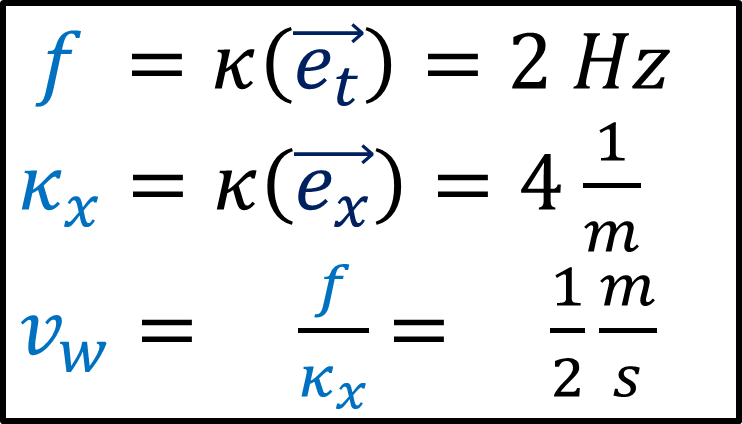 f = κ(e⃗_t) = 2 Hz
κ_x = κ(e⃗_x) = 4 1/m
v_w = f/κ_x = 1/2 m/s